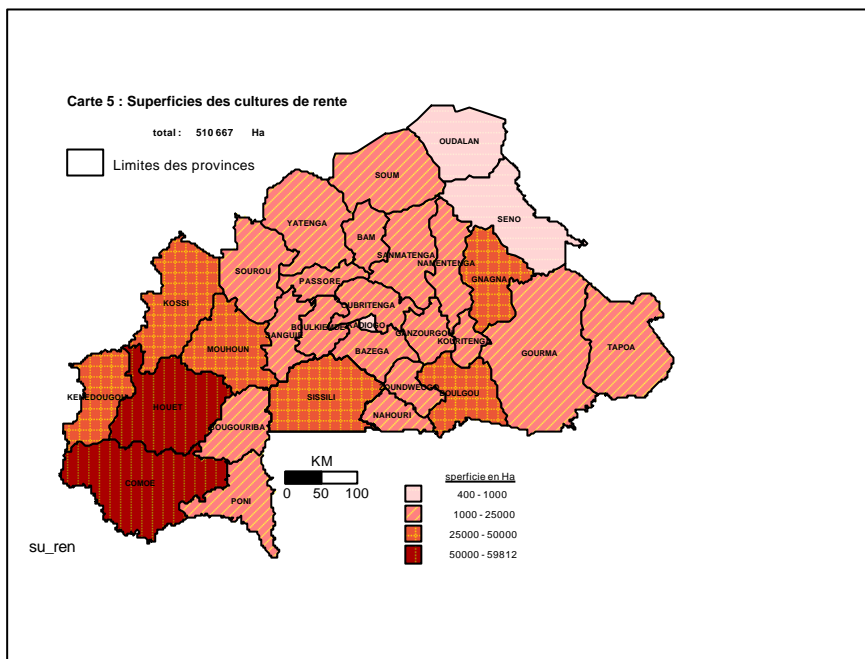 Carte 5 : Superficies des cultures de rente
total : 510 667 Ha
Limites des provinces
OUDALAN
SOUM
SENO
YATENGA
BAM
SANMATENGA
NAMENTENGA
GNAGNA
SOUROU
PASSORE
KOSSI
OUBRITENGA
BOULKIEMDE
KADIOGO
SANGUIE
GANZOURGOU
KOURITENGA
MOUHOUN
BAZEGA
GOURMA
TAPOA
KENEDOUGOU
HOUET
SISSILI
ZOUNDWEOGO
BOULGOU
NAHOURI
BOUGOURIBA
COMOE
PONI
KM
0 50 100
sperficie en Ha
400 - 1000
1000 - 25000
25000 - 50000
50000 - 59812
su_ren